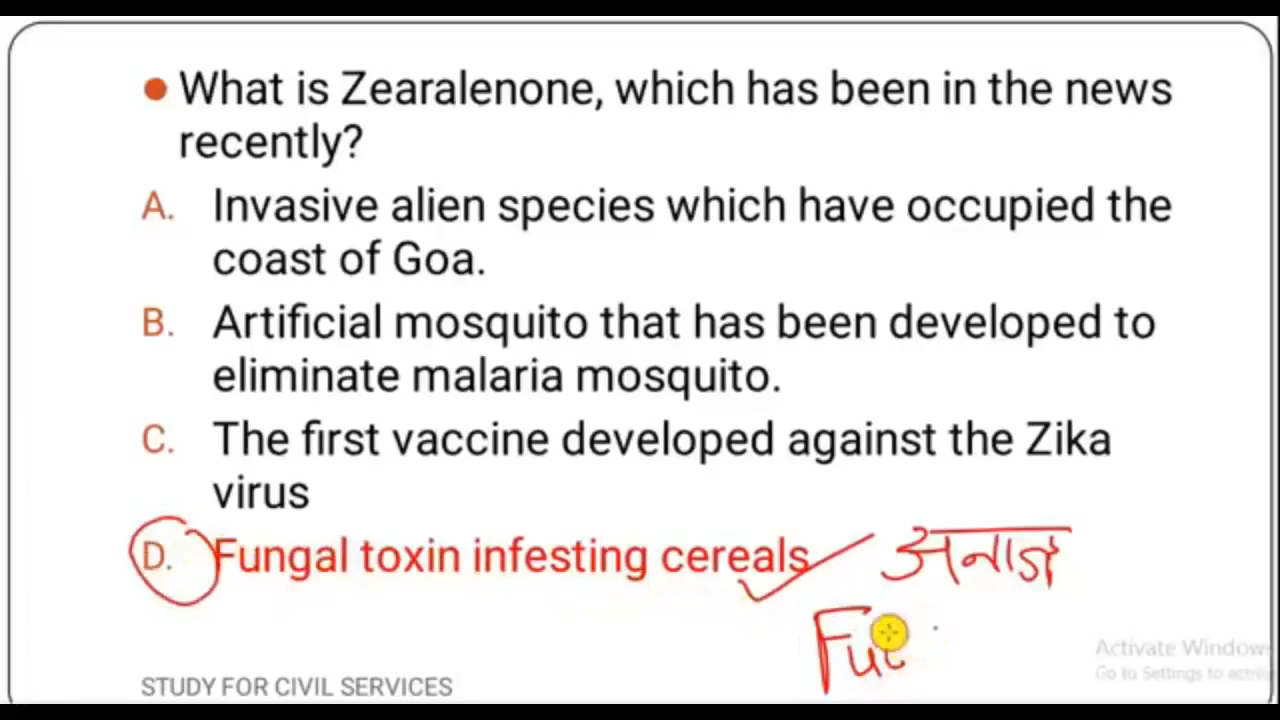 What is Zearalenone, which has been in the news
recently?
A. Invasive alien species which have occupied the
coast of Goa.
B. Artificial mosquito that has been developed to
eliminate malaria mosquito.
C. The first vaccine developed against the Zika
virus
D. Fungal toxin infesting cereals अनाज
Activate Windows
STUDY FOR CIVIL SERVICES